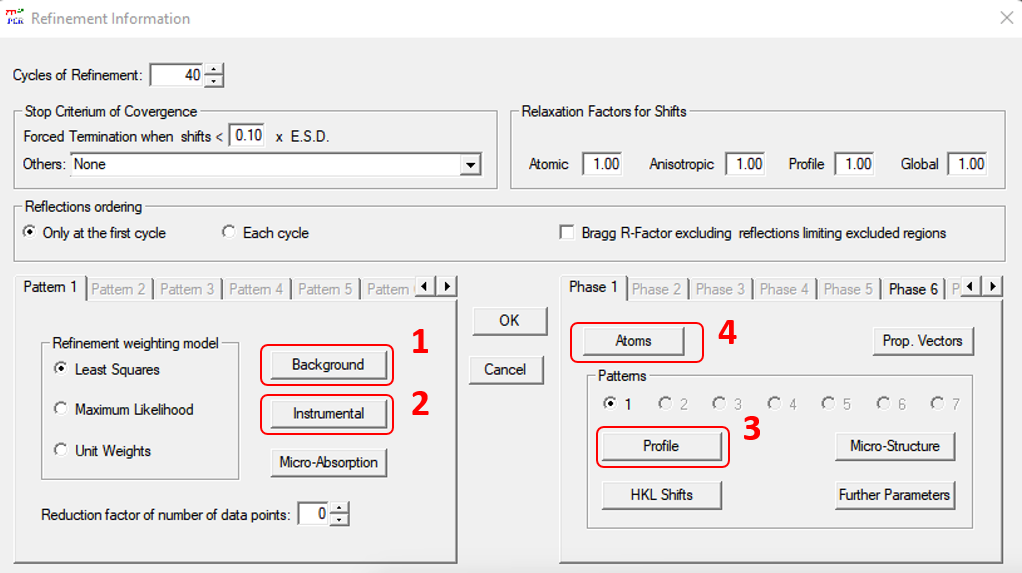 Refinement Information
Cycles of Refinement: 40
Stop Criterium of Covergence
Forced Termination when shifts < 0.10 x E.S.D.
Others: None
Relaxation Factors for Shifts
Atomic 1.00 Anisotropic 1.00 Profile 1.00 Global 1.00
Reflections ordering
Only at the first cycle Each cycle Bragg R-Factor excluding reflections limiting excluded regions
Pattern 1 Pattern 2 Pattern 3 Pattern 4 Pattern 5 Pattern
Refinement weighting model
Least Squares
Maximum Likelihood
Unit Weights
Background 1
Instrumental 2
Micro-Absorption
Reduction factor of number of data points: 0
OK
Cancel
Phase 1 Phase 2 Phase 3 Phase 4 Phase 5 Phase 6 P
Atoms 4 Prop. Vectors
Patterns
1 2 3 4 5 6 7
Profile 3 Micro-Structure
HKL Shifts Further Parameters